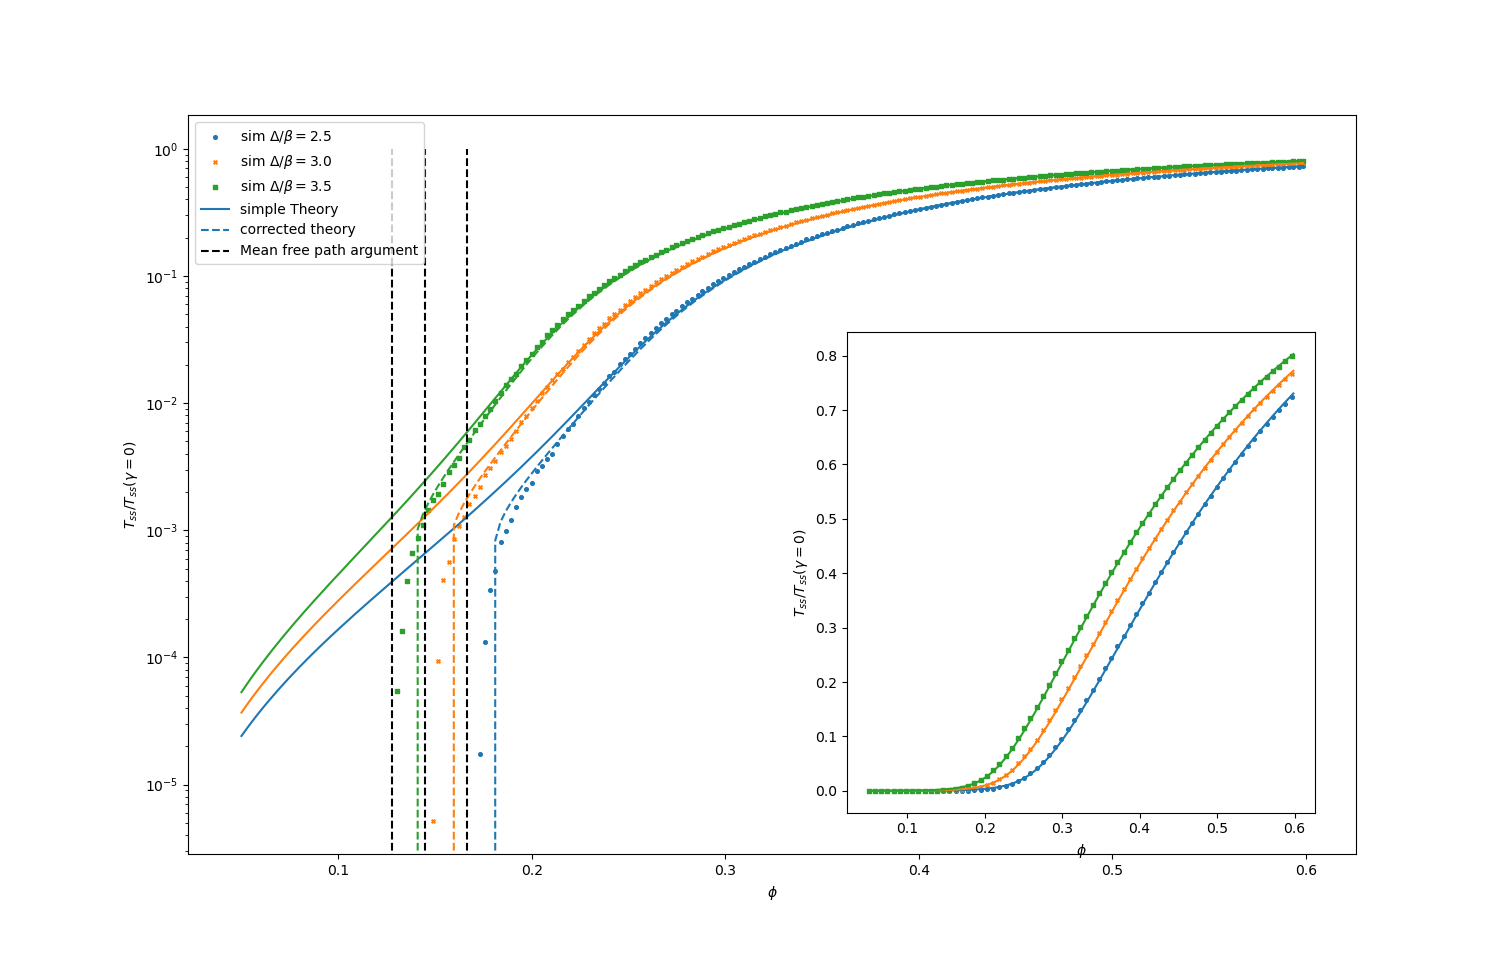 sim Δ/β = 2.5
sim Δ/β = 3.0
sim Δ/β = 3.5
simple Theory
corrected theory
Mean free path argument
10⁰
10⁻¹
10⁻²
10⁻³
10⁻⁴
10⁻⁵
T_ss/T_ss(γ = 0)
0.1 0.2 0.3 0.4 0.5 0.6
ϕ
0.8
0.7
0.6
0.5
0.4
0.3
0.2
0.1
0.0
T_ss/T_ss(γ = 0)
0.1 0.2 0.3 0.4 0.5 0.6
ϕ